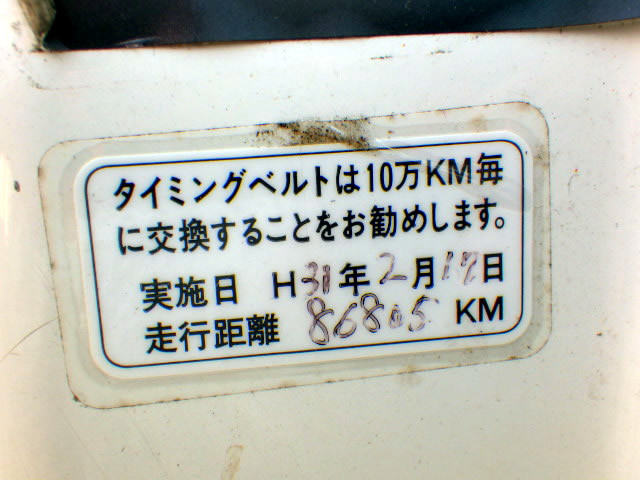 タイミングベルトは10万KM毎
に交換することをお勧めします。
実施日 H31年2月17日
走行距離 86805 KM